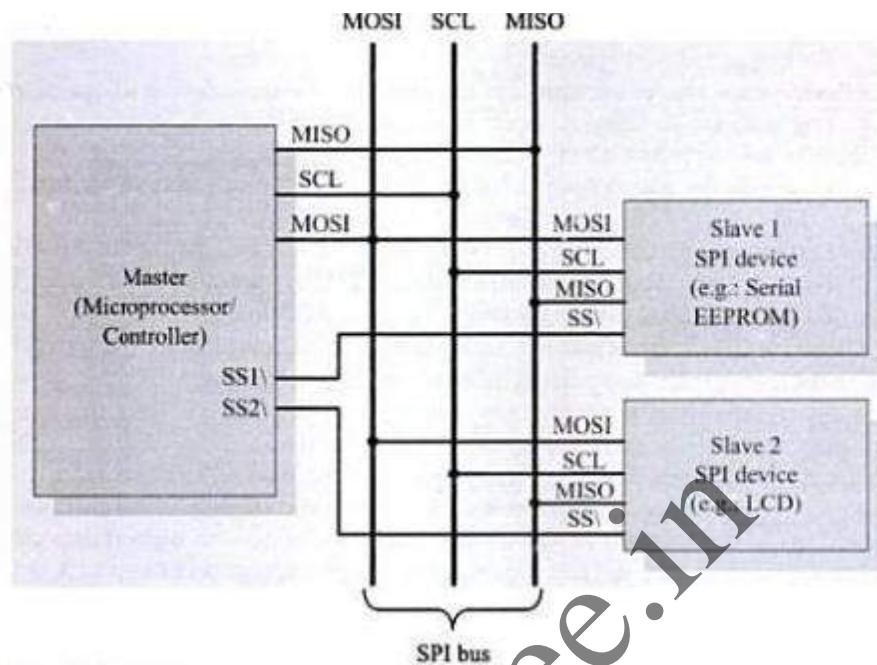 MOSI SCL MISO
MISO
SCL
MOSI
Master
(Microprocessor/
Controller)
SS1\
SS2\
MOSI
SCL
MISO
SS\
Slave 1
SPI device
(e.g.: Serial
EEPROM)
MOSI
SCL
MISO
SS\
Slave 2
SPI device
(e.g.: LCD)
SPI bus